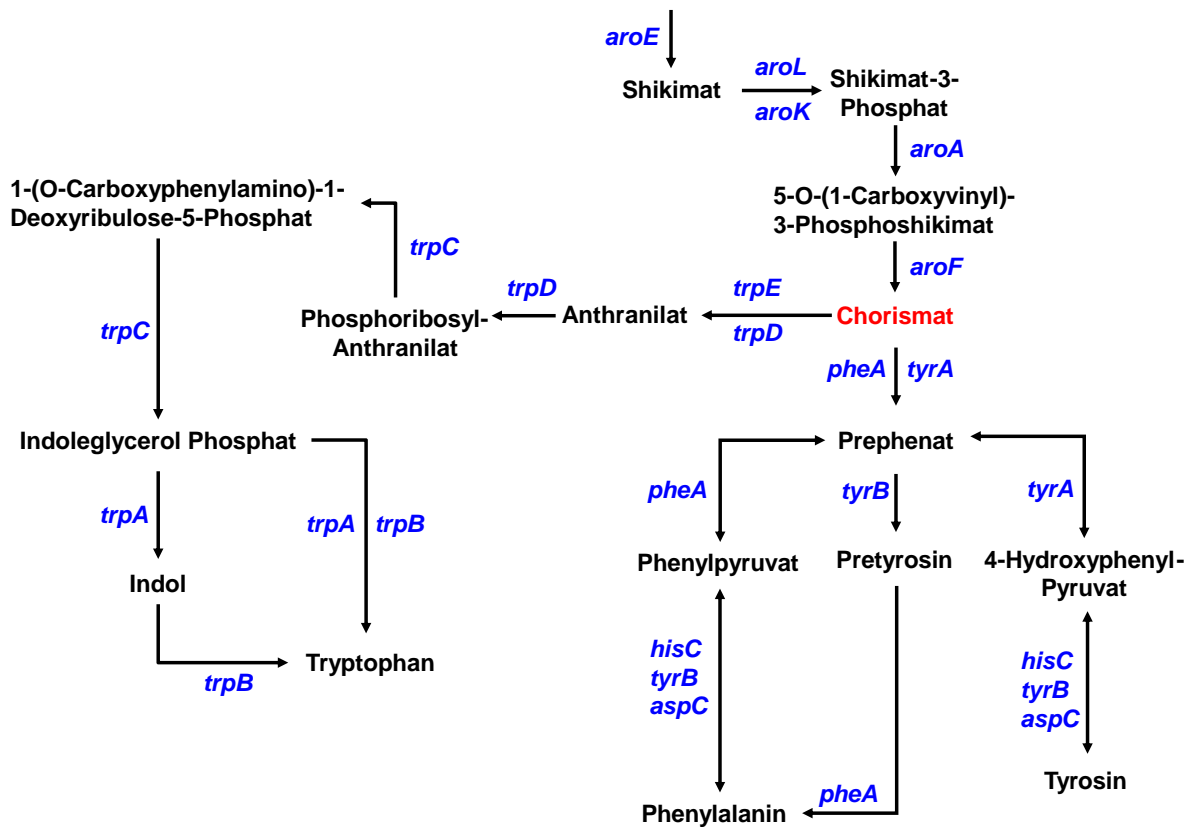 aroE
Shikimat
aroL
aroK
Shikimat-3-
Phosphat
aroA
5-O-(1-Carboxyvinyl)-
3-Phosphoshikimat
aroF
Chorismat
trpE
trpD
Anthranilat
trpD
Phosphoribosyl-
Anthranilat
trpC
1-(O-Carboxyphenylamino)-1-
Deoxyribulose-5-Phosphat
trpC
Indoleglycerol Phosphat
trpA
Indol
trpB
trpA trpB
Tryptophan
pheA tyrA
Prephenat
pheA
tyrB
tyrA
Phenylpyruvat
Pretyrosin
4-Hydroxyphenyl-
Pyruvat
hisC
tyrB
aspC
hisC
tyrB
aspC
Phenylalanin
pheA
Tyrosin